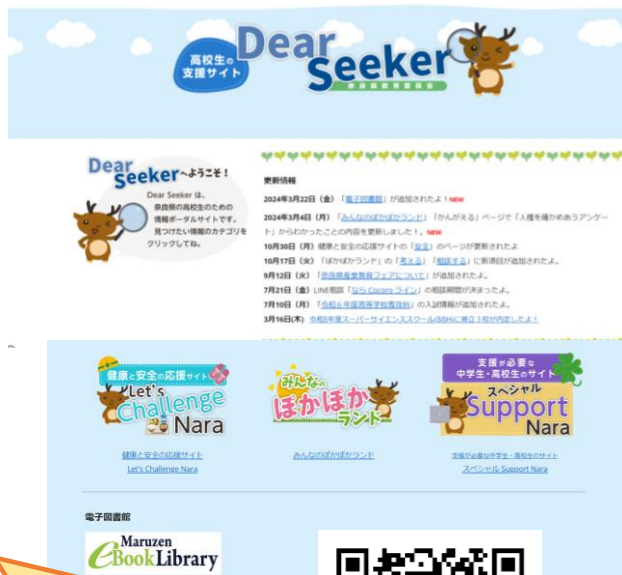 高校生の
支援サイト
Dear
Seeker
奈良県教育委員会
Dear
Seeker~ようこそ！
Dear Seeker は、
奈良県の高校生のための
情報ポータルサイトです。
見つけたい情報のカテゴリを
クリックしてね。
更新情報
2024年3月22日（金）「電子図書館」が追加されたよ！NEW
2024年3月4日（月）「みんなのぽかぽかランド」「かんがえる」ページで「人権を確かめあうアンケー
ト」からわかったことの内容を更新しました！。NEW
10月30日（月）健康と安全の応援サイトの「安全」のページが更新されたよ
10月17日（火）「ぽかぽかランド」の「考える」「相談する」に新項目が追加されたよ。
9月12日（火）「奈良県産業教育フェアについて」が追加されたよ。
7月21日（金）LINE相談「なら Cocoro ライン」の相談期間が決まったよ。
7月10日（月）「令和６年度高等学校専攻科」の入試情報が追加されたよ。
3月16日(木) 令和5年度スーパーサイエンススクール(SSH)に県立３校が内定したよ！
健康と安全の応援サイト
Let's
Challenge
Nara
みんなの
ぽかぽか
ランド
支援が必要な
中学生・高校生のサイト
スペシャル
Support
Nara
健康と安全の応援サイト
Let's Challenge Nara
みんなのぽかぽかランド
支援が必要な中学生・高校生のサイト
スペシャル Support Nara
電子図書館
Maruzen
eBook Library